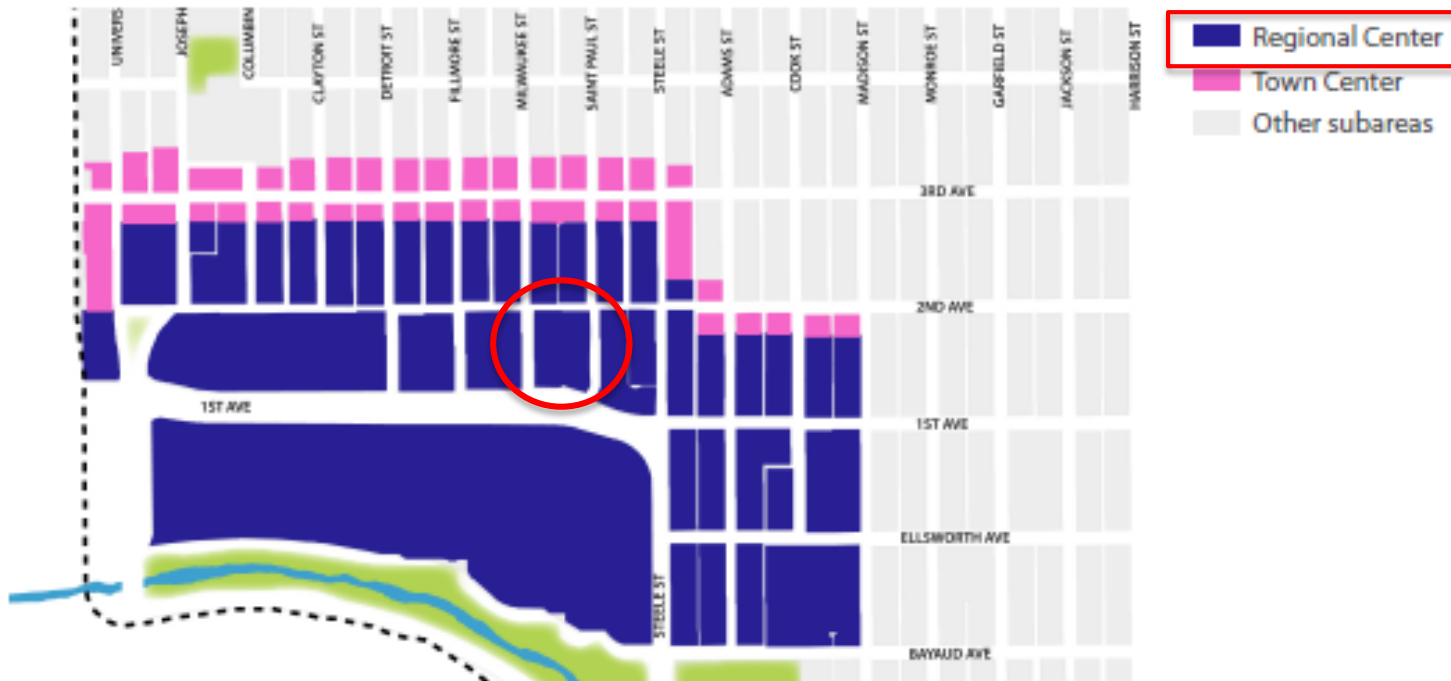 UNIVERS
JOSEPH
COLUMBIN
CLAYTON ST
DETROIT ST
FILLMORE ST
MILWAUKEE ST
SAINT PAUL ST
STEELE ST
ADAMS ST
COOK ST
MADISON ST
MONROE ST
GARFIELD ST
JACKSON ST
HARRISON ST
Regional Center
Town Center
Other subareas
3RD AVE
2ND AVE
1ST AVE
1ST AVE
ELLSWORTH AVE
STEELE ST
BAYAUD AVE